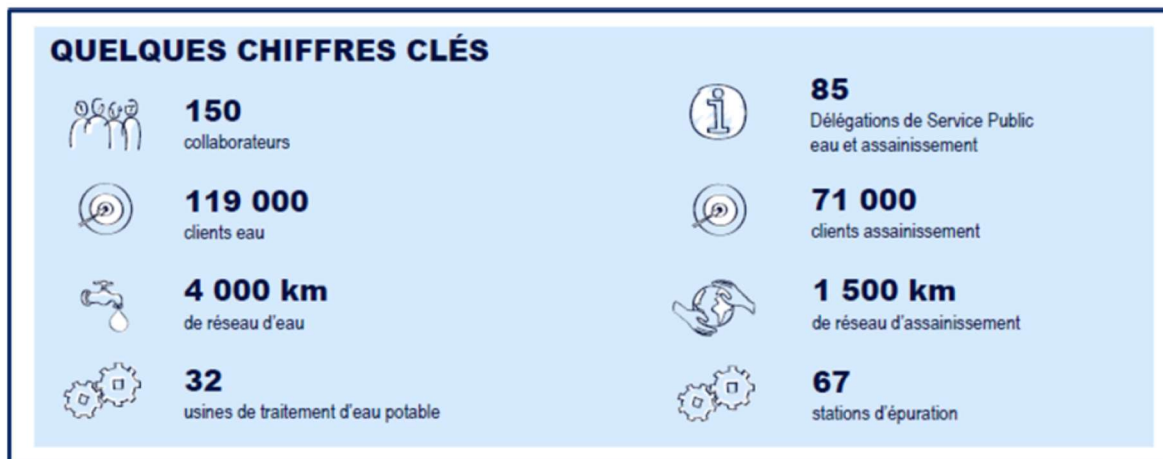 QUELQUES CHIFFRES CLÉS
150
collaborateurs
85
Délégations de Service Public
eau et assainissement
119 000
clients eau
71 000
clients assainissement
4 000 km
de réseau d'eau
1 500 km
de réseau d'assainissement
32
usines de traitement d'eau potable
67
stations d'épuration